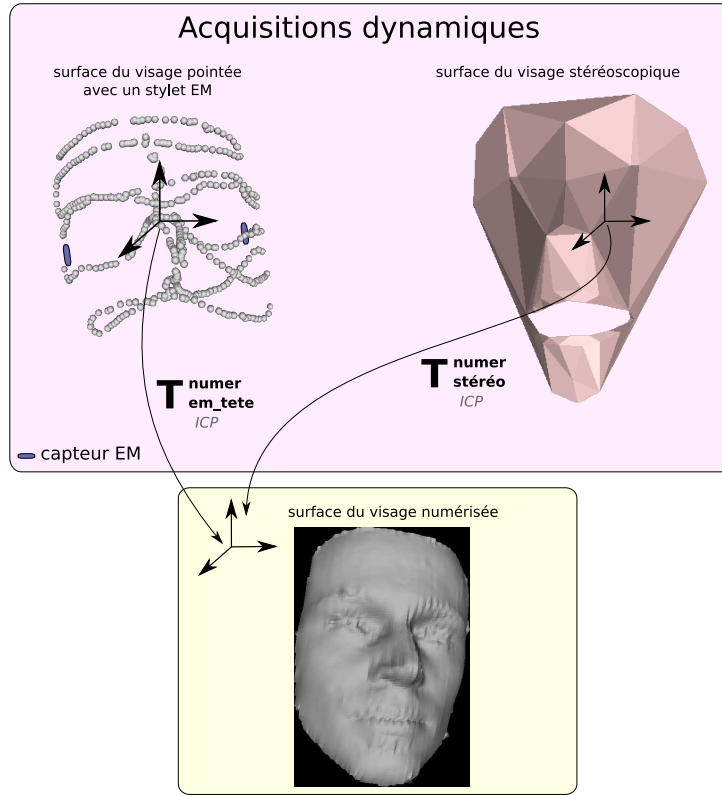 Acquisitions dynamiques
surface du visage pointée
avec un stylet EM
surface du visage stéréoscopique
T numer
em_tete
ICP
T numer
stéréo
ICP
capteur EM
surface du visage numérisée